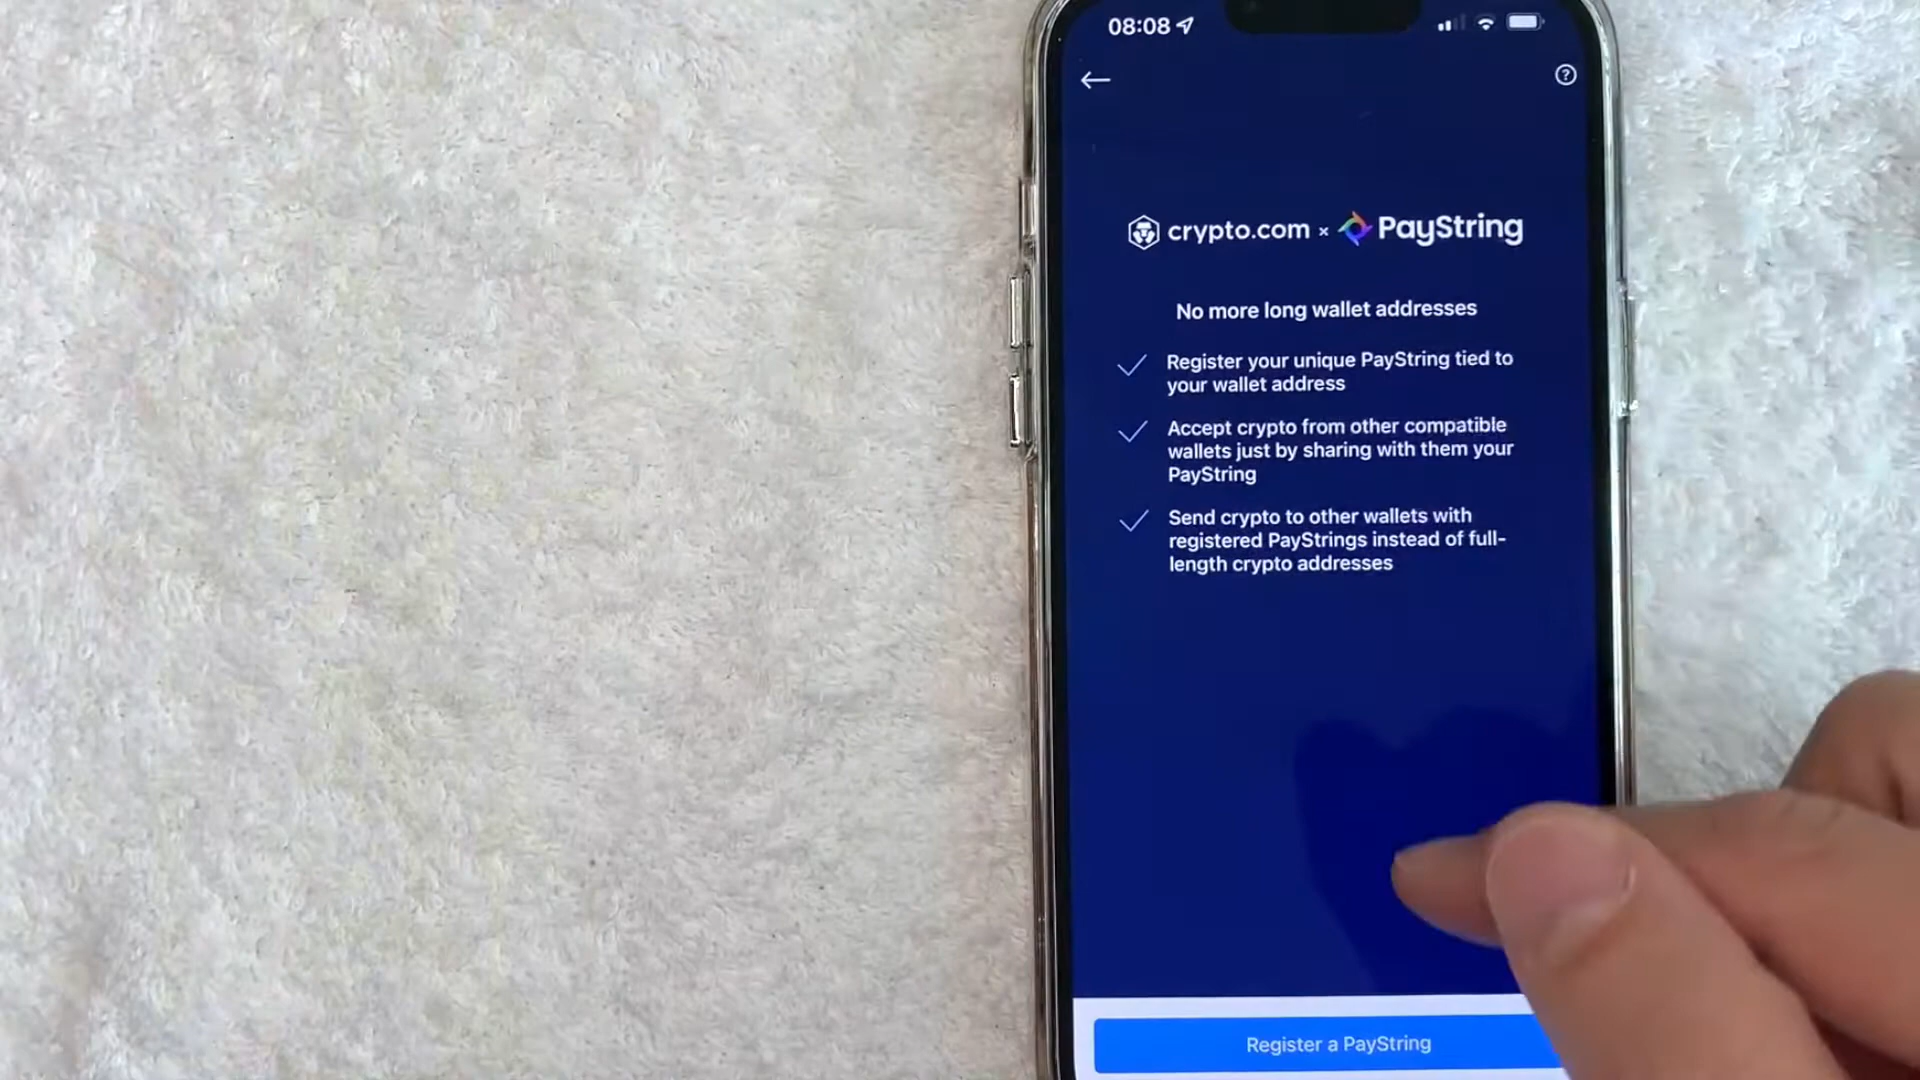 08:08
crypto.com × PayString
No more long wallet addresses
Register your unique PayString tied to
your wallet address
Accept crypto from other compatible
wallets just by sharing with them your
PayString
Send crypto to other wallets with
registered PayStrings instead of full-
length crypto addresses
Register a PayString